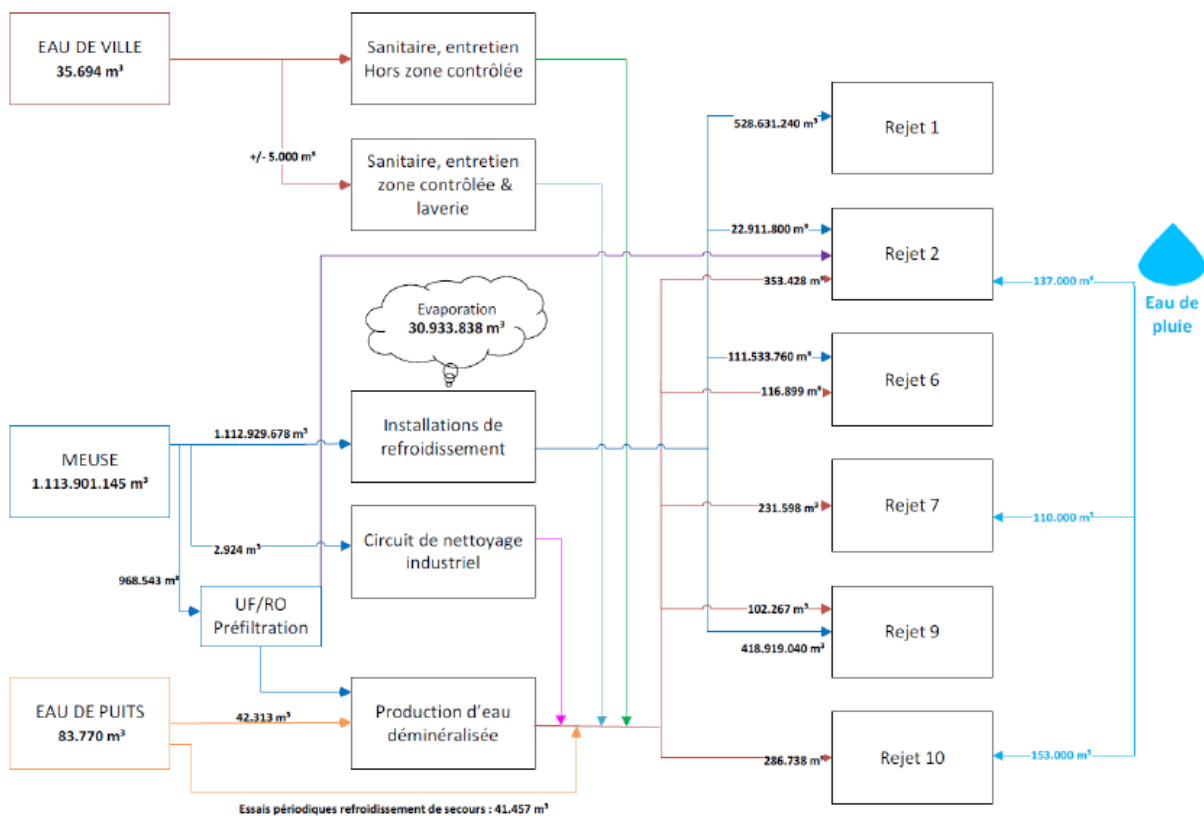 EAU DE VILLE
35.694 m³
Sanitaire, entretien
Hors zone contrôlée
+/- 5.000 m³
Sanitaire, entretien
zone contrôlée &
laverie
Evaporation
30.933.838 m³
MEUSE
1.113.901.145 m³
1.112.929.678 m³
Installations de
refroidissement
2.924 m³
Circuit de nettoyage
industriel
968.543 m³
UF/RO
Préfiltration
EAU DE PUITS
83.770 m³
42.313 m³
Production d'eau
déminéralisée
Essais périodiques refroidissement de secours : 41.457 m³
528.631.240 m³
Rejet 1
22.911.800 m³
353.428 m³
Rejet 2
137.000 m³
111.533.760 m³
116.899 m³
Rejet 6
231.598 m³
Rejet 7
110.000 m³
102.267 m³
418.919.040 m³
Rejet 9
286.738 m³
Rejet 10
153.000 m³
Eau de
pluie